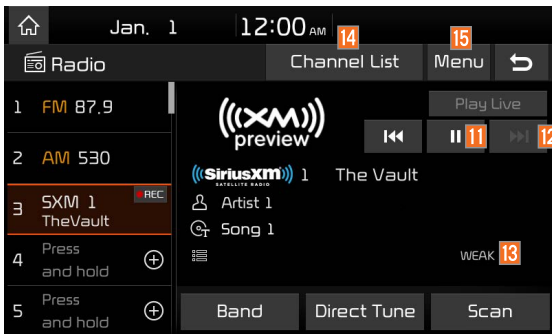 Jan. 1 12:00 AM
14 15
Radio Channel List Menu
1 FM 87.9
((XM))
preview
Play Live
11 12
2 AM 530
((SiriusXM)) 1 The Vault
SATELLITE RADIO
3 SXM 1 REC
TheVault
Artist 1
Song 1
4 Press
and hold
WEAK 13
5 Press
and hold
Band Direct Tune Scan